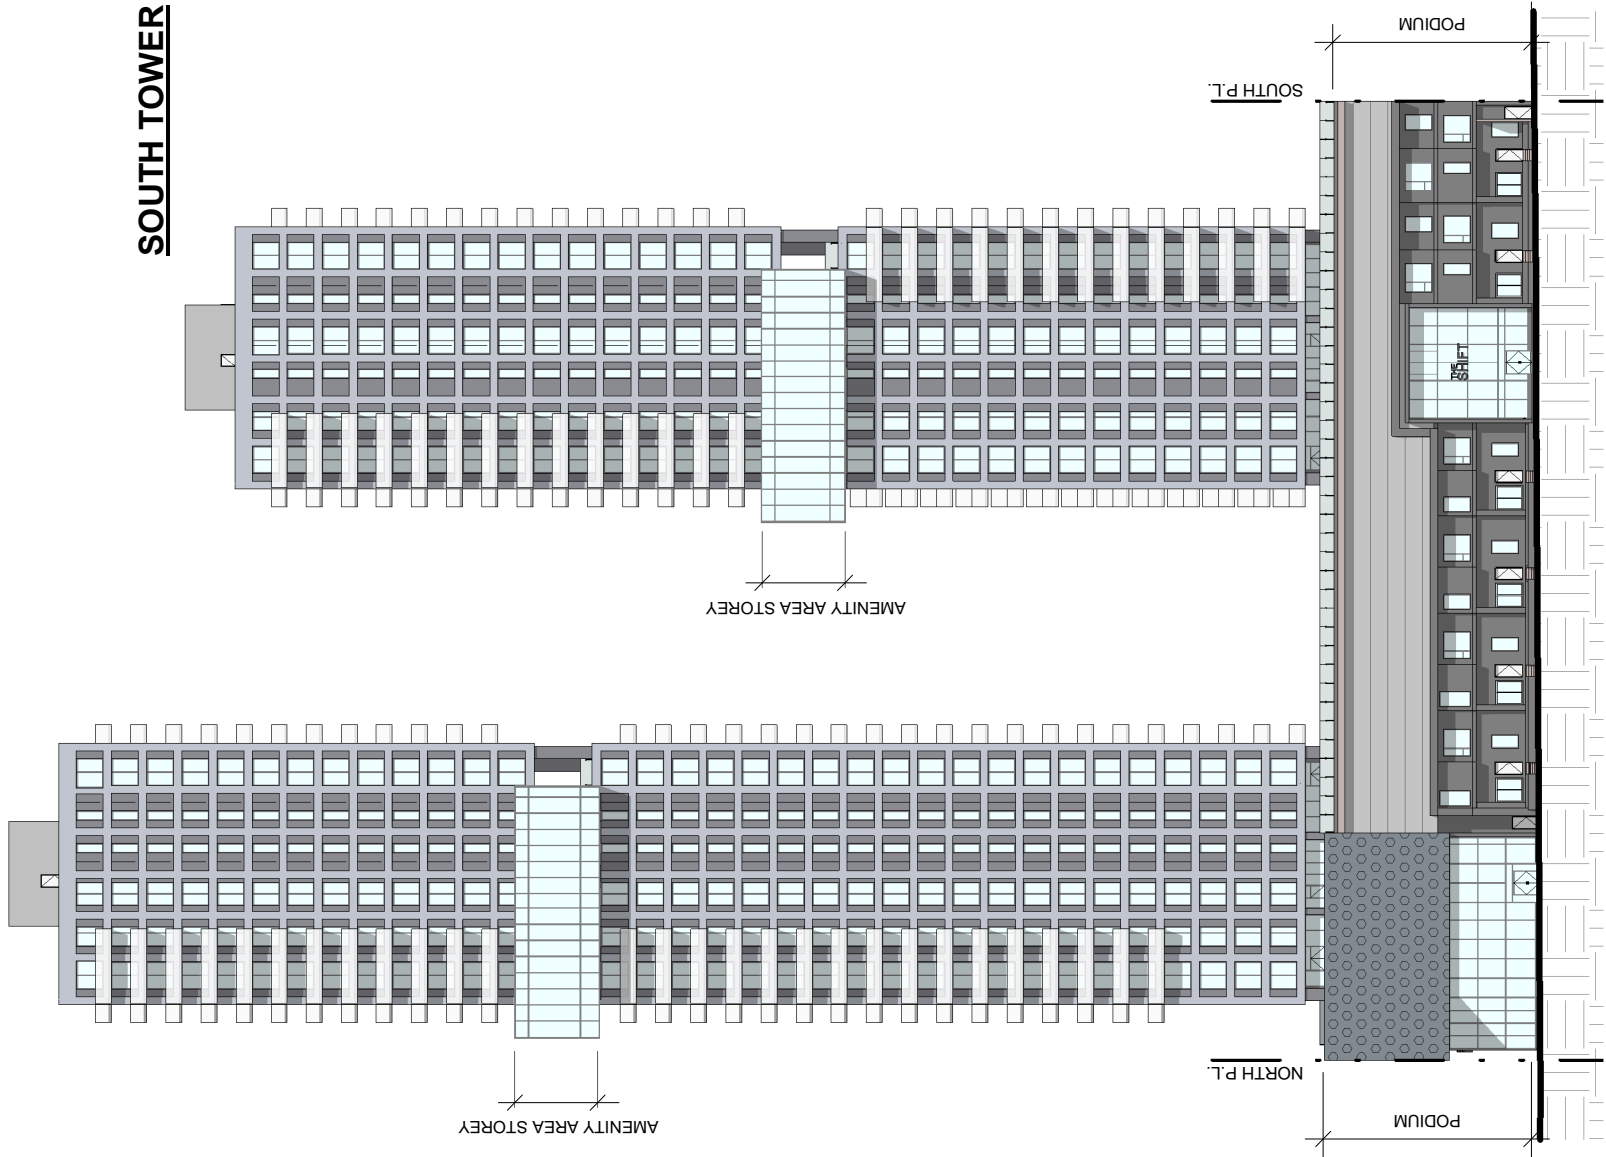 SOUTH TOWER
PODIUM
SOUTH P.L.
THE
SHIFT
AMENITY AREA STOREY
NORTH P.L.
PODIUM
AMENITY AREA STOREY